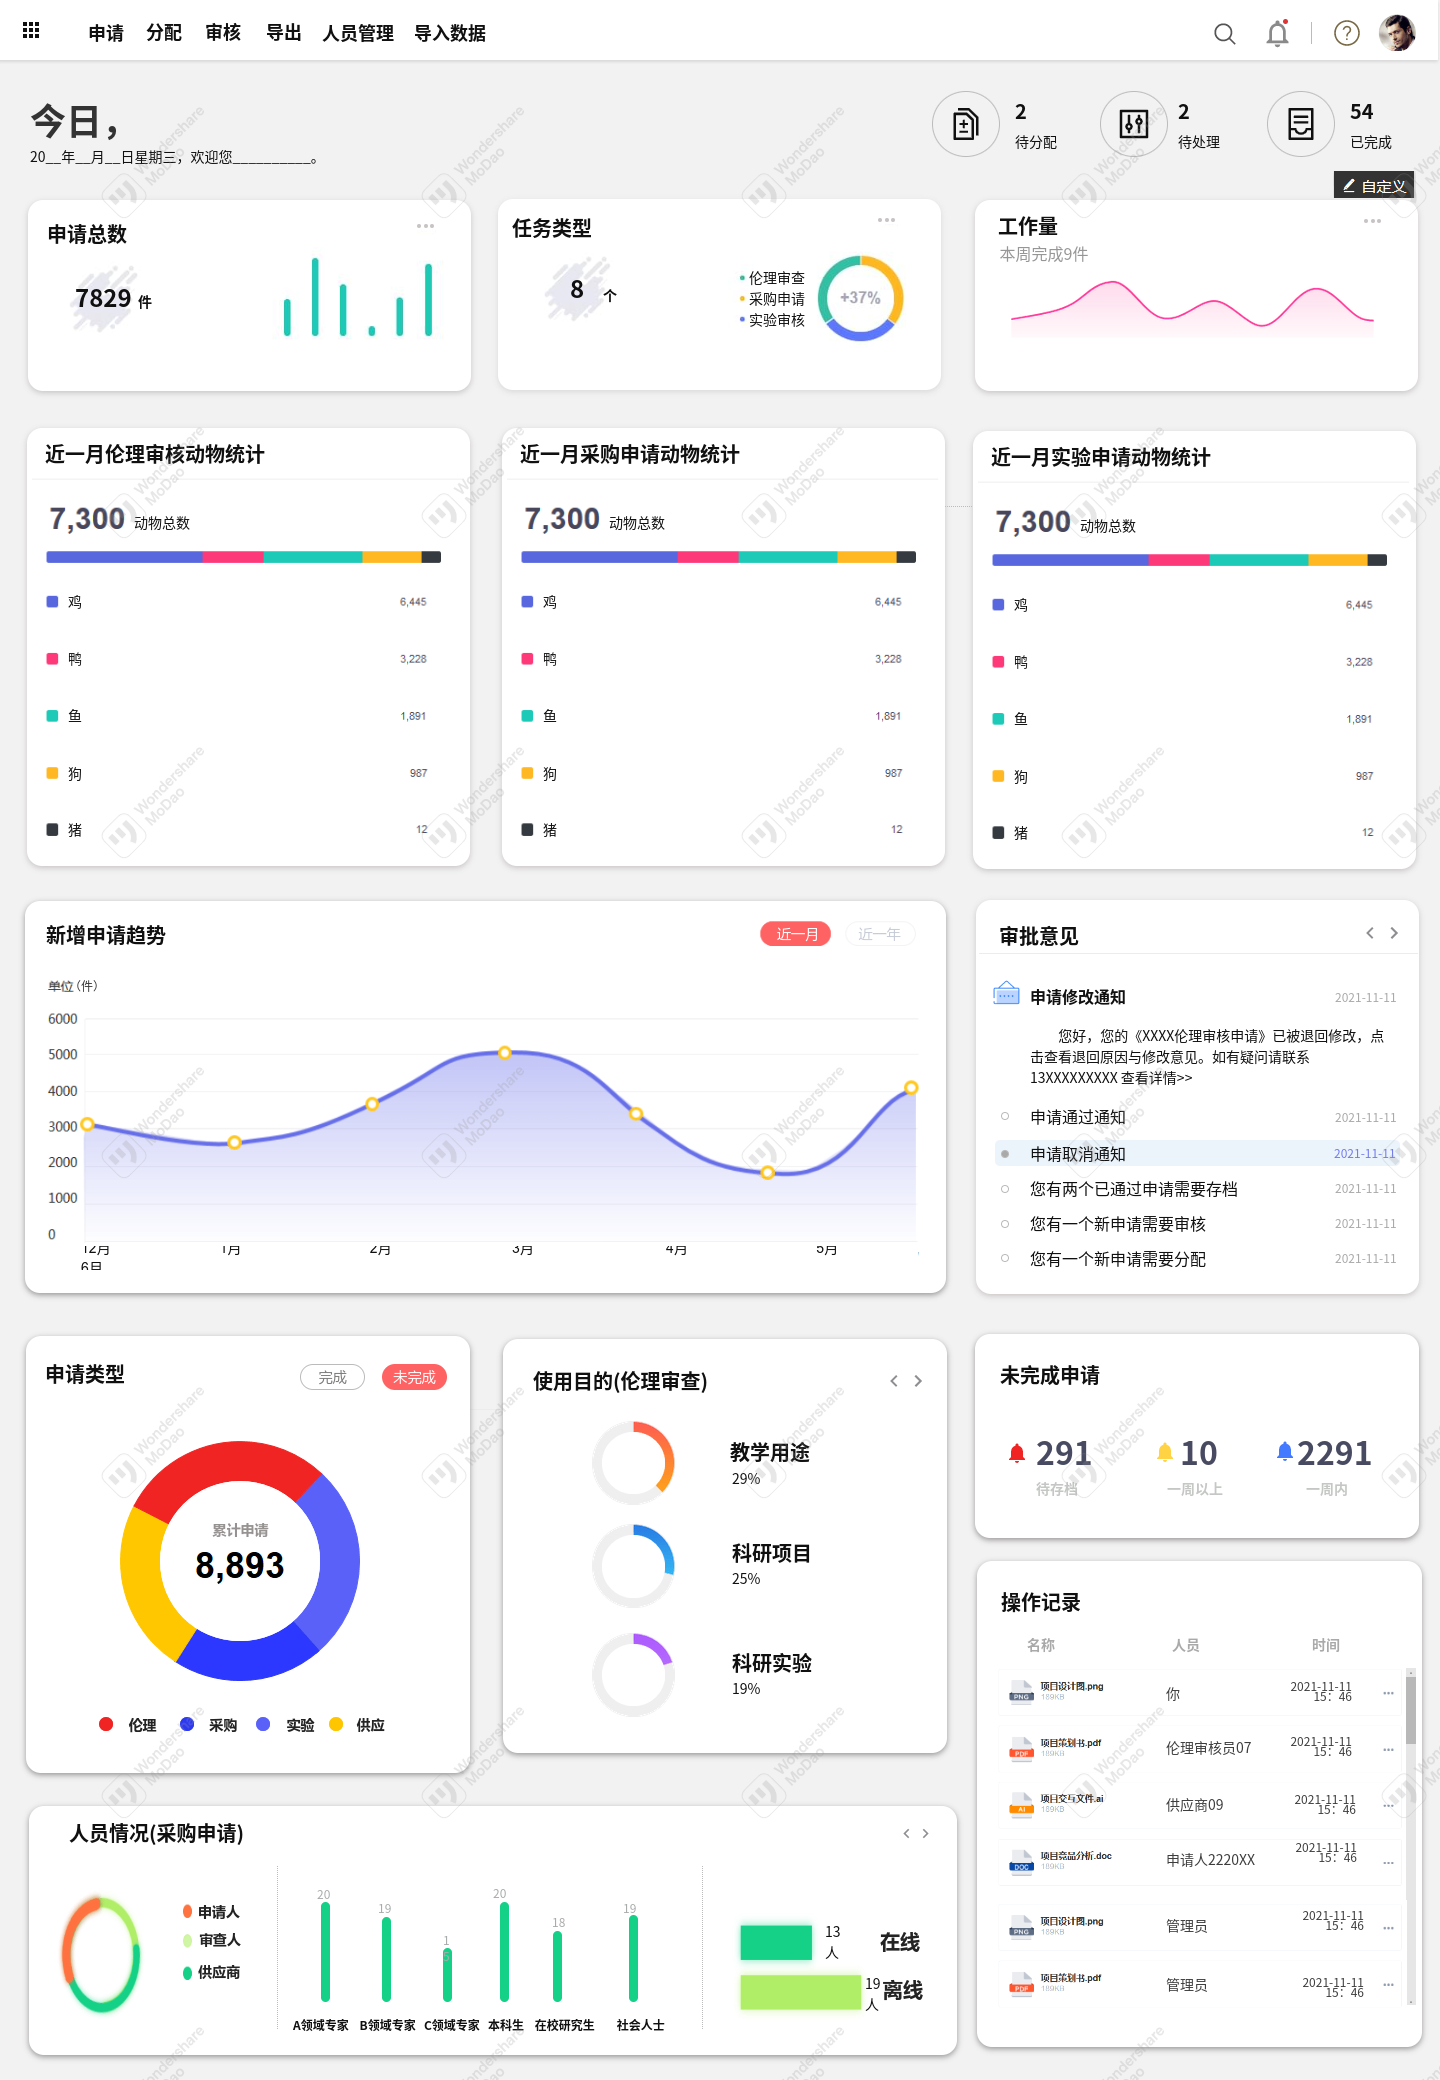 申请 分配 审核 导出 人员管理 导入数据
今日，
20__年__月__日星期三，欢迎您__________。
2
待分配
2
待处理
54
已完成
自定义
申请总数
7829 件
任务类型
8 个
伦理审查
采购申请
实验审核
+37%
工作量
本周完成9件
近一月伦理审核动物统计
7,300 动物总数
鸡 6,445
鸭 3,228
鱼 1,891
狗 987
猪 12
近一月采购申请动物统计
7,300 动物总数
鸡 6,445
鸭 3,228
鱼 1,891
狗 987
猪 12
近一月实验申请动物统计
7,300 动物总数
鸡 6,445
鸭 3,228
鱼 1,891
狗 987
猪 12
新增申请趋势
近一月 近一年
单位（件）
6000
5000
4000
3000
2000
1000
0
12月 1月 2月 3月 4月 5月
6日
审批意见
申请修改通知 2021-11-11
您好，您的《XXXX伦理审核申请》已被退回修改，点
击查看退回原因与修改意见。如有疑问请联系
13XXXXXXXXX 查看详情>>
申请通过通知 2021-11-11
申请取消通知 2021-11-11
您有两个已通过申请需要存档 2021-11-11
您有一个新申请需要审核 2021-11-11
您有一个新申请需要分配 2021-11-11
申请类型
完成 未完成
累计申请
8,893
伦理 采购 实验 供应
使用目的(伦理审查)
教学用途
29%
科研项目
25%
科研实验
19%
未完成申请
291 10 2291
待存档 一周以上 一周内
操作记录
名称 人员 时间
PNG 项目设计图.png 189KB 你 2021-11-11 15：46
PDF 项目策划书.pdf 189KB 伦理审核员07 2021-11-11 15：46
AI 项目交互文件.ai 189KB 供应商09 2021-11-11 15：46
DOC 项目竞品分析.doc 189KB 申请人2220XX 2021-11-11 15：46
PNG 项目设计图.png 189KB 管理员 2021-11-11 15：46
PDF 项目策划书.pdf 189KB 管理员 2021-11-11 15：46
人员情况(采购申请)
申请人
审查人
供应商
20 19 1 20 18 19
A领域专家 B领域专家 C领域专家 本科生 在校研究生 社会人士
13
人
在线
19
人
离线
Wondershare
MoDao